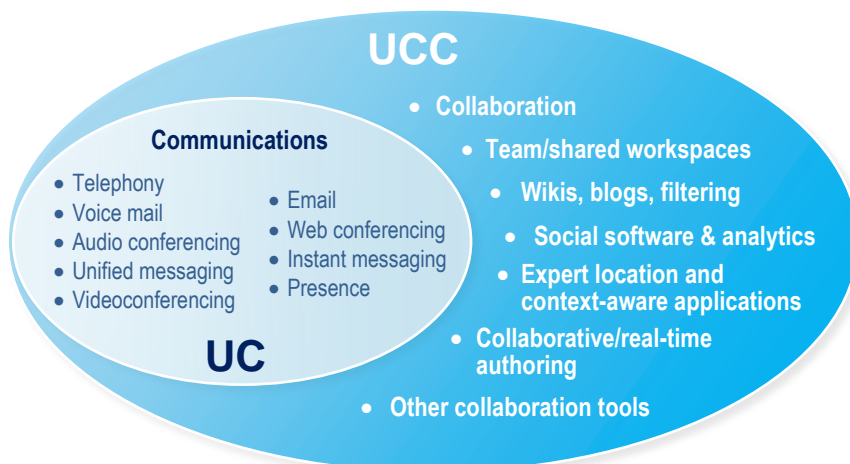 UCC
Communications
• Telephony
• Voice mail
• Audio conferencing
• Unified messaging
• Videoconferencing
• Email
• Web conferencing
• Instant messaging
• Presence
UC
• Collaboration
• Team/shared workspaces
• Wikis, blogs, filtering
• Social software & analytics
• Expert location and
context-aware applications
• Collaborative/real-time
authoring
• Other collaboration tools